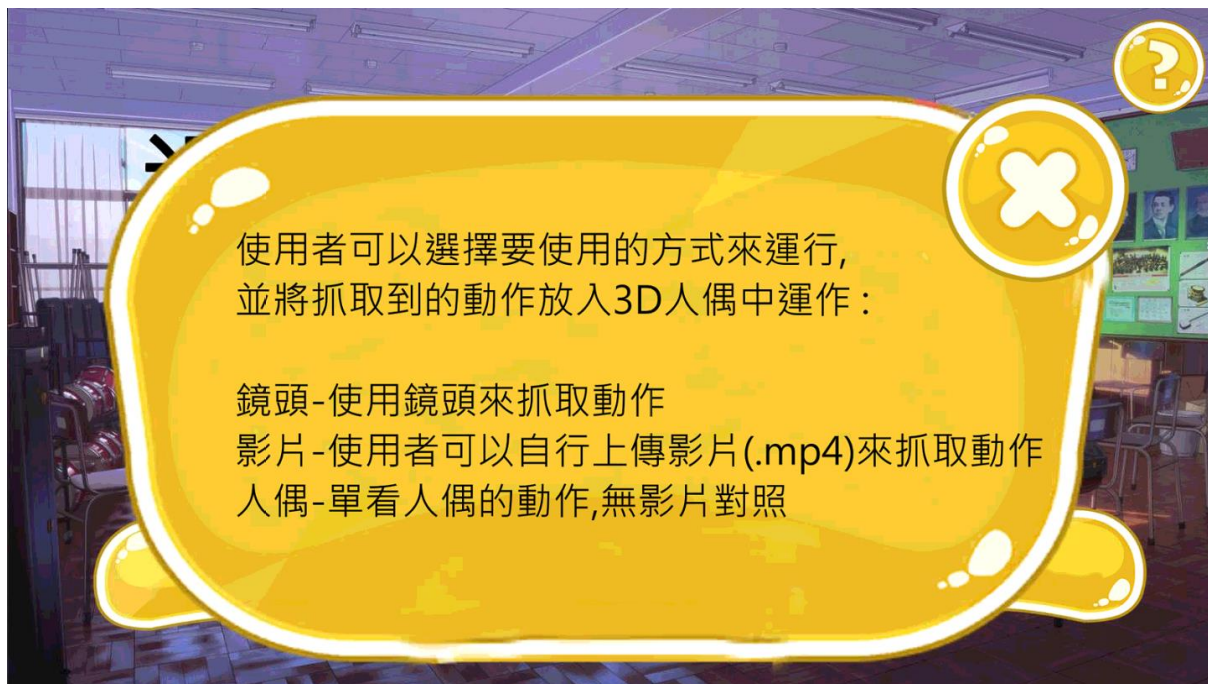 ?
使用者可以選擇要使用的方式來運行,
並將抓取到的動作放入3D人偶中運作 :
鏡頭-使用鏡頭來抓取動作
影片-使用者可以自行上傳影片(.mp4)來抓取動作
人偶-單看人偶的動作,無影片對照